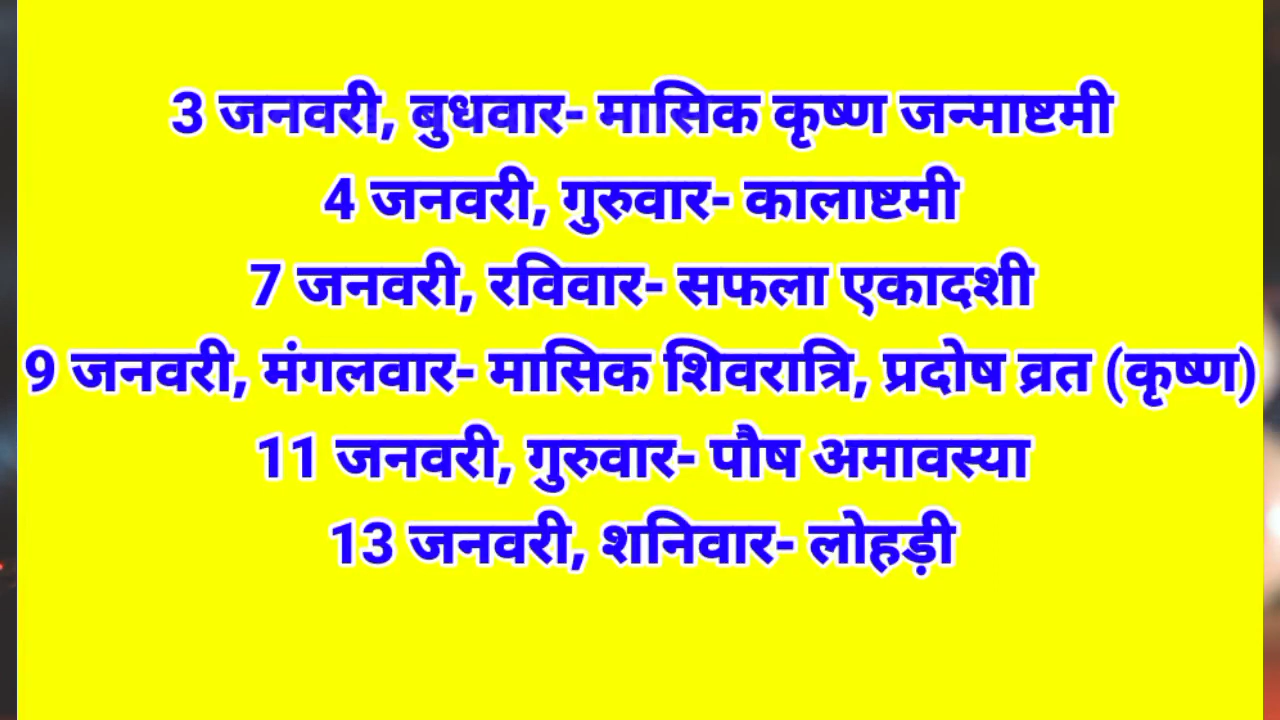 3 जनवरी, बुधवार- मासिक कृष्ण जन्माष्टमी
4 जनवरी, गुरुवार- कालाष्टमी
7 जनवरी, रविवार- सफला एकादशी
9 जनवरी, मंगलवार- मासिक शिवरात्रि, प्रदोष व्रत (कृष्ण)
11 जनवरी, गुरुवार- पौष अमावस्या
13 जनवरी, शनिवार- लोहड़ी